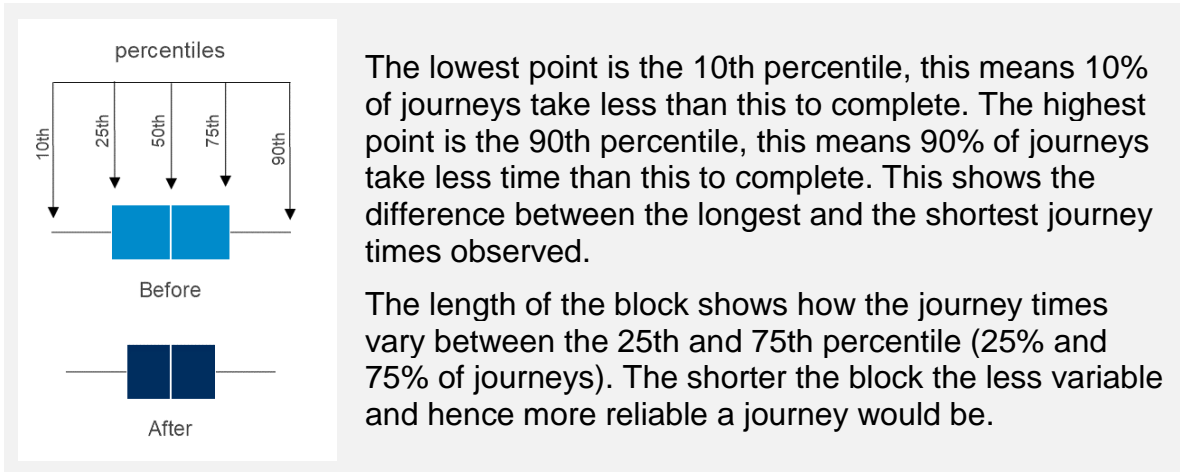 percentiles
10th
25th
50th
75th
90th
Before
After
The lowest point is the 10th percentile, this means 10%
of journeys take less than this to complete. The highest
point is the 90th percentile, this means 90% of journeys
take less time than this to complete. This shows the
difference between the longest and the shortest journey
times observed.
The length of the block shows how the journey times
vary between the 25th and 75th percentile (25% and
75% of journeys). The shorter the block the less variable
and hence more reliable a journey would be.